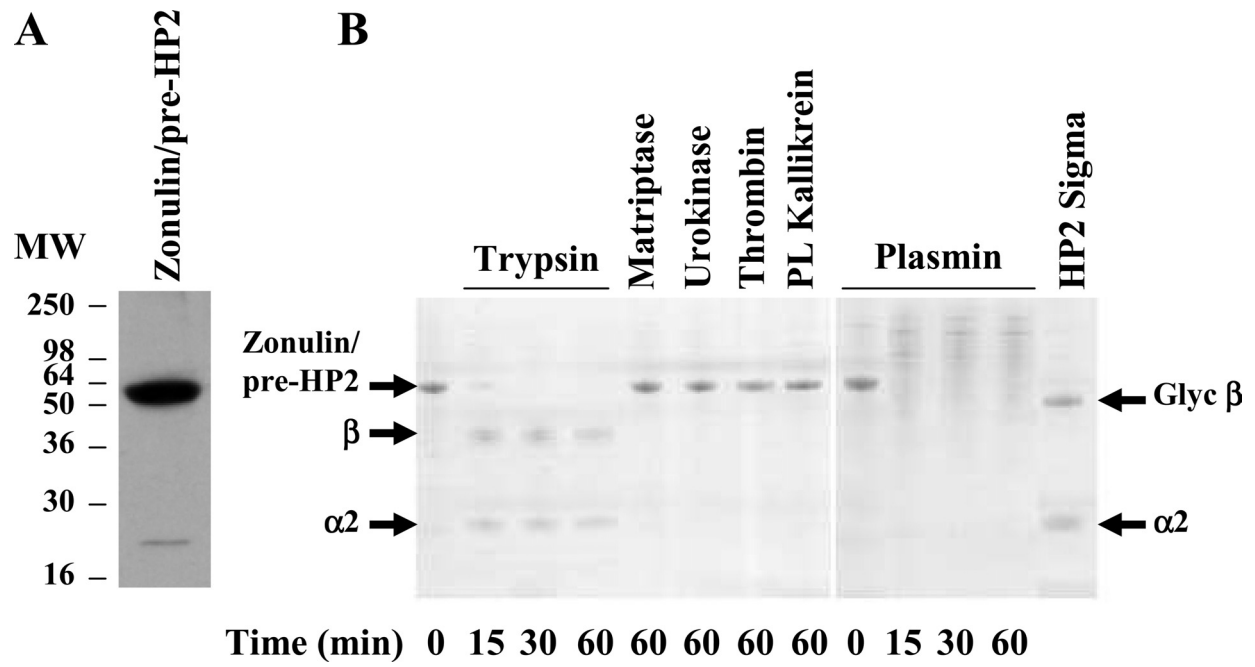 A
B
Zonulin/pre-HP2
Matriptase
Urokinase
Thrombin
PL Kallikrein
HP2 Sigma
MW
Trypsin
Plasmin
250
98
64
50
36
30
16
Zonulin/
pre-HP2
β
α2
Glyc β
α2
Time (min) 0 15 30 60 60 60 60 60 0 15 30 60